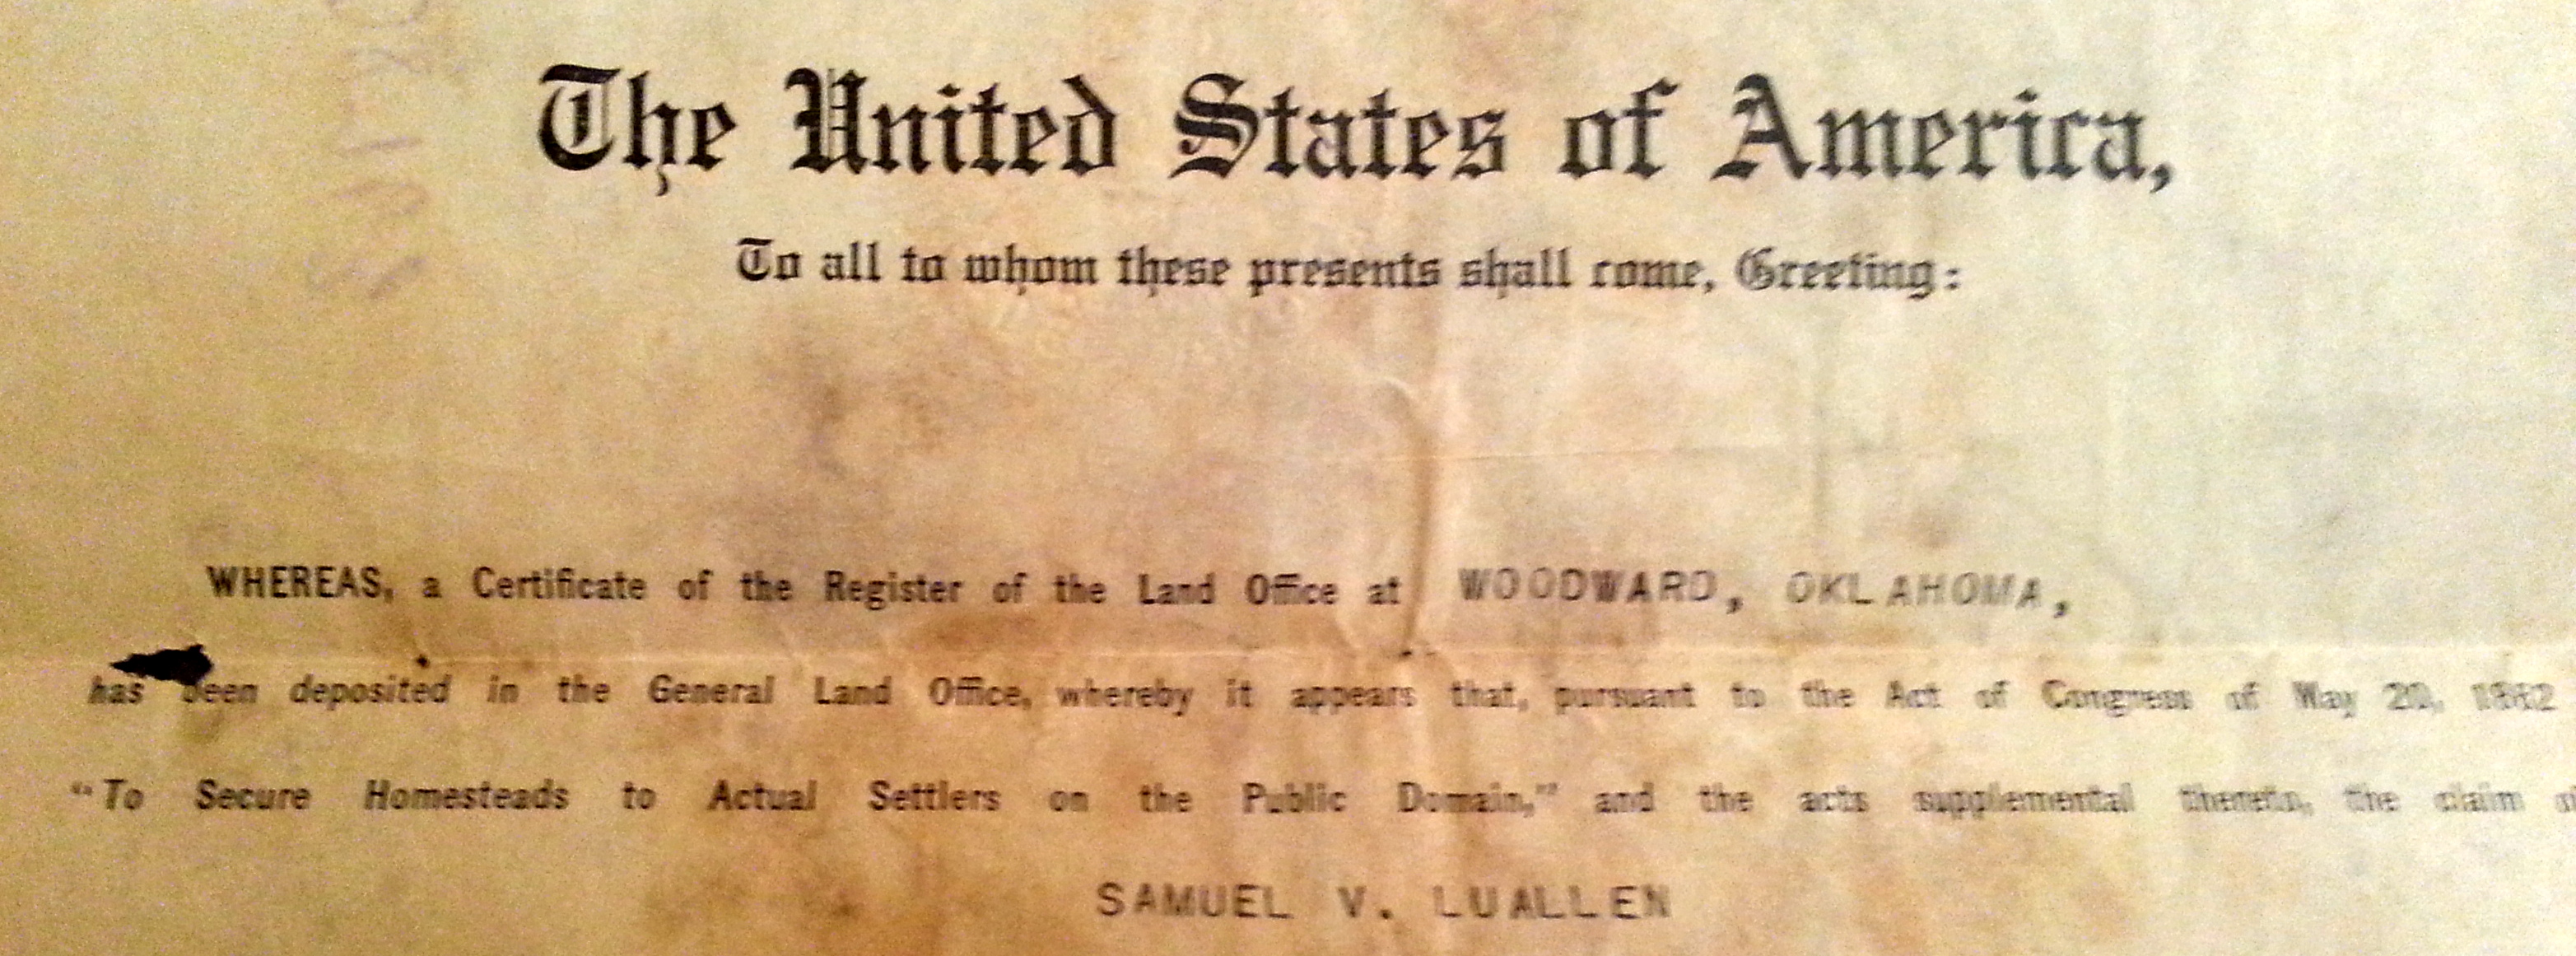 The United States of America,
To all to whom these presents shall come, Greeting:
WHEREAS, a Certificate of the Register of the Land Office at WOODWARD, OKLAHOMA,
has been deposited in the General Land Office, whereby it appears that, pursuant to the Act of Congress of May 20, 1862
"To Secure Homesteads to Actual Settlers on the Public Domain," and the acts supplemental thereto, the claim of
SAMUEL V. LUALLEN